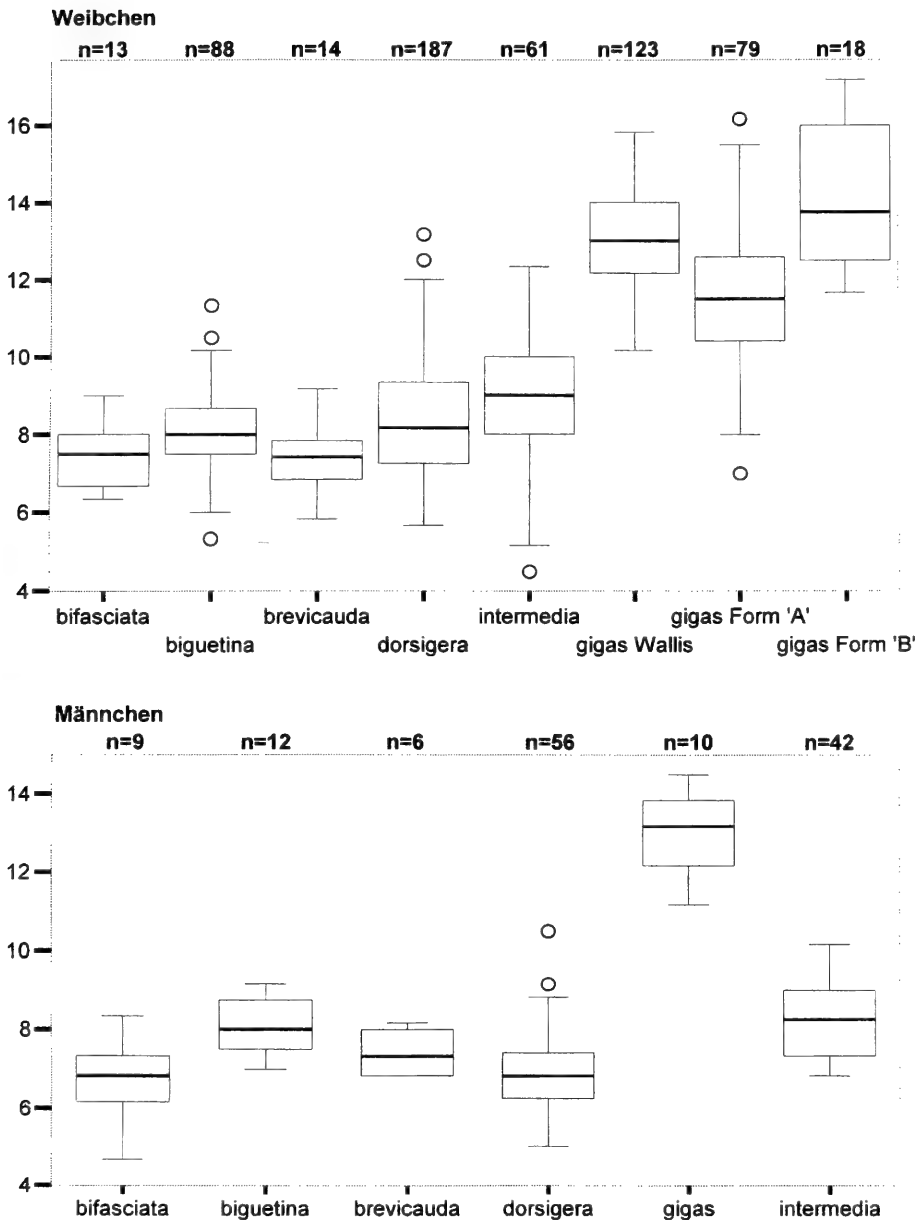 Weibchen
n=13 n=88 n=14 n=187 n=61 n=123 n=79 n=18
16
14
12
10
8
6
4
bifasciata brevicauda intermedia gigas Form 'A'
biguetina dorsigera gigas Wallis gigas Form 'B'
Männchen
n=9 n=12 n=6 n=56 n=10 n=42
14
12
10
8
6
4
bifasciata biguetina brevicauda dorsigera gigas intermedia